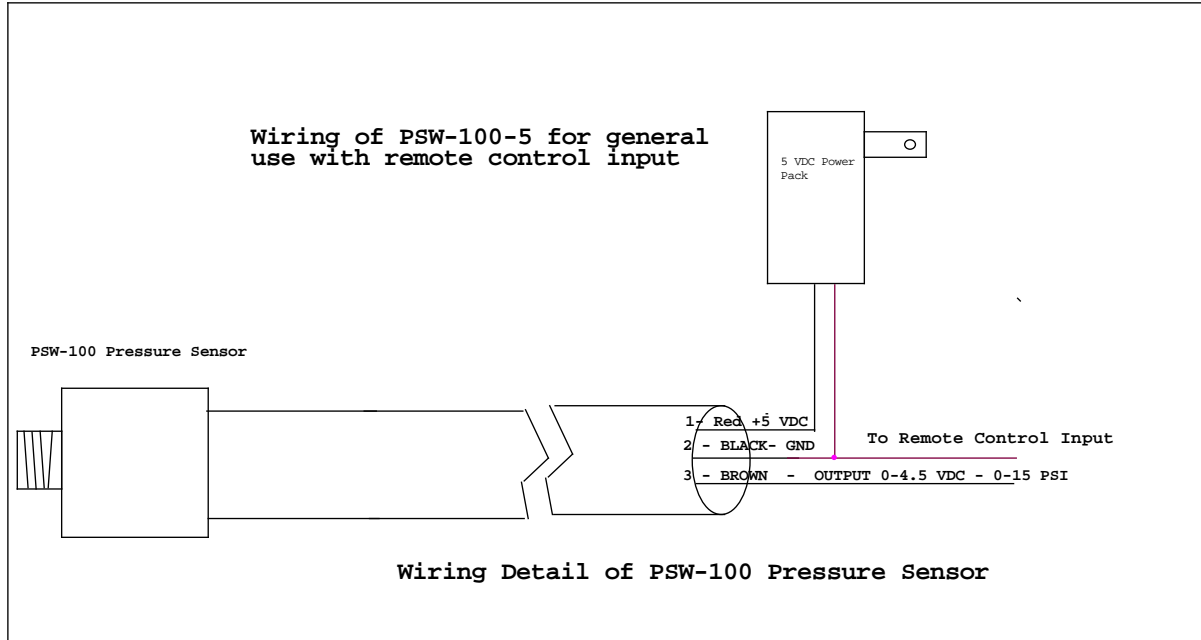 Wiring of PSW-100-5 for general
use with remote control input
5 VDC Power
Pack
PSW-100 Pressure Sensor
1- Red +5 VDC
2 - BLACK- GND
To Remote Control Input
3 - BROWN - OUTPUT 0-4.5 VDC - 0-15 PSI
Wiring Detail of PSW-100 Pressure Sensor